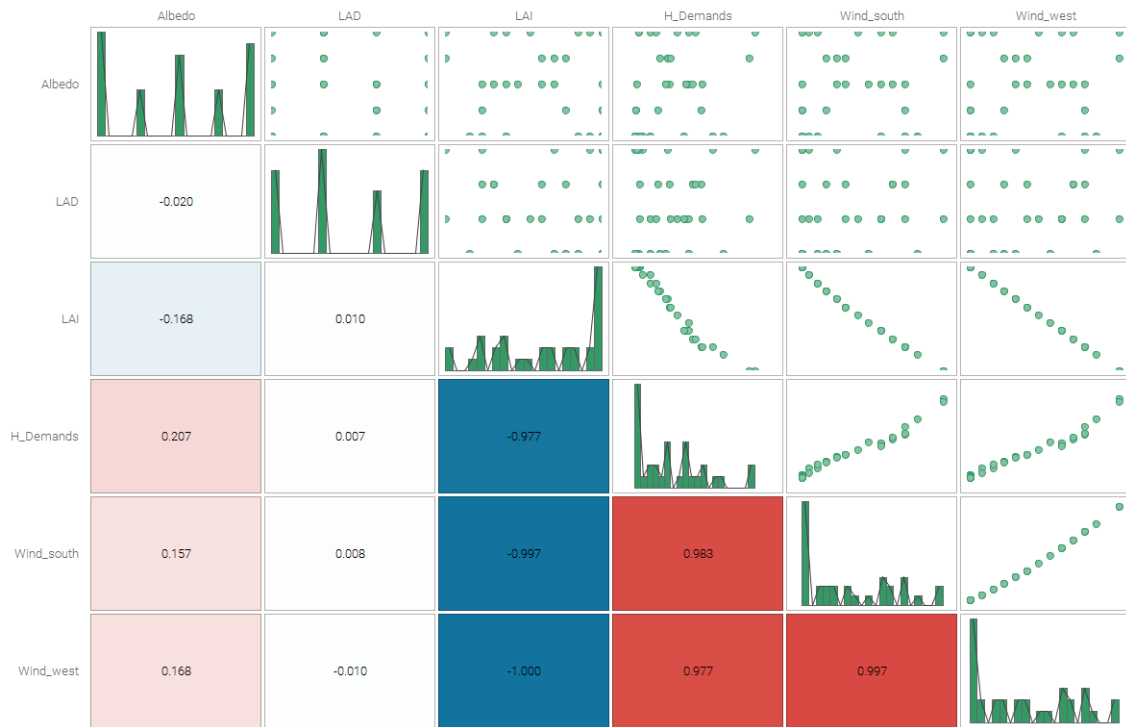 Albedo LAD LAI H_Demands Wind_south Wind_west
Albedo
LAD -0.020
LAI -0.168 0.010
H_Demands 0.207 0.007 -0.977
Wind_south 0.157 0.008 -0.997 0.983
Wind_west 0.168 -0.010 -1.000 0.977 0.997